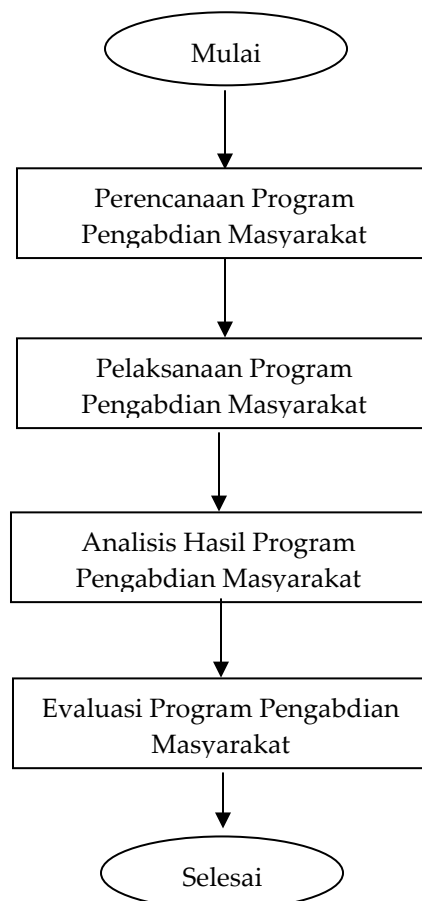 Mulai
Perencanaan Program
Pengabdian Masyarakat
Pelaksanaan Program
Pengabdian Masyarakat
Analisis Hasil Program
Pengabdian Masyarakat
Evaluasi Program Pengabdian
Masyarakat
Selesai